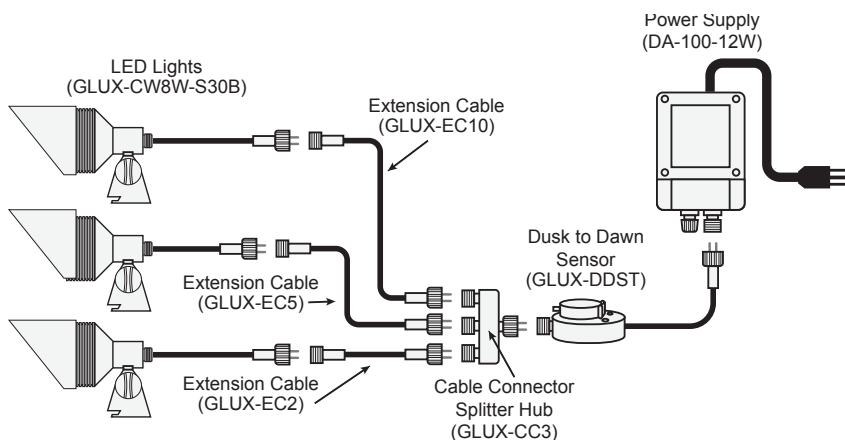 Power Supply
(DA-100-12W)
LED Lights
(GLUX-CW8W-S30B)
Extension Cable
(GLUX-EC10)
Dusk to Dawn
Sensor
(GLUX-DDST)
Extension Cable
(GLUX-EC5)
Extension Cable
(GLUX-EC2)
Cable Connector
Splitter Hub
(GLUX-CC3)